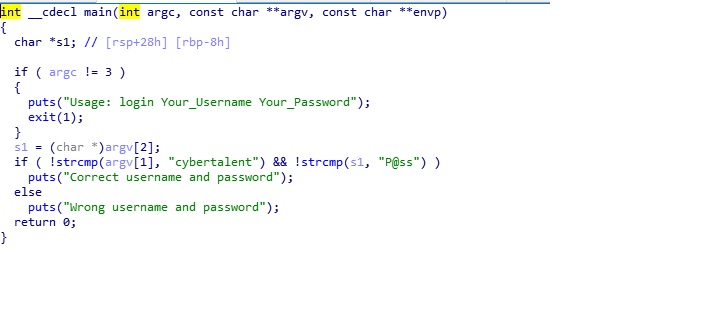 int __cdecl main(int argc, const char **argv, const char **envp)
{
  char *s1; // [rsp+28h] [rbp-8h]

  if ( argc != 3 )
  {
    puts("Usage: login Your_Username Your_Password");
    exit(1);
  }
  s1 = (char *)argv[2];
  if ( !strcmp(argv[1], "cybertalent") && !strcmp(s1, "P@ss") )
    puts("Correct username and password");
  else
    puts("Wrong username and password");
  return 0;
}